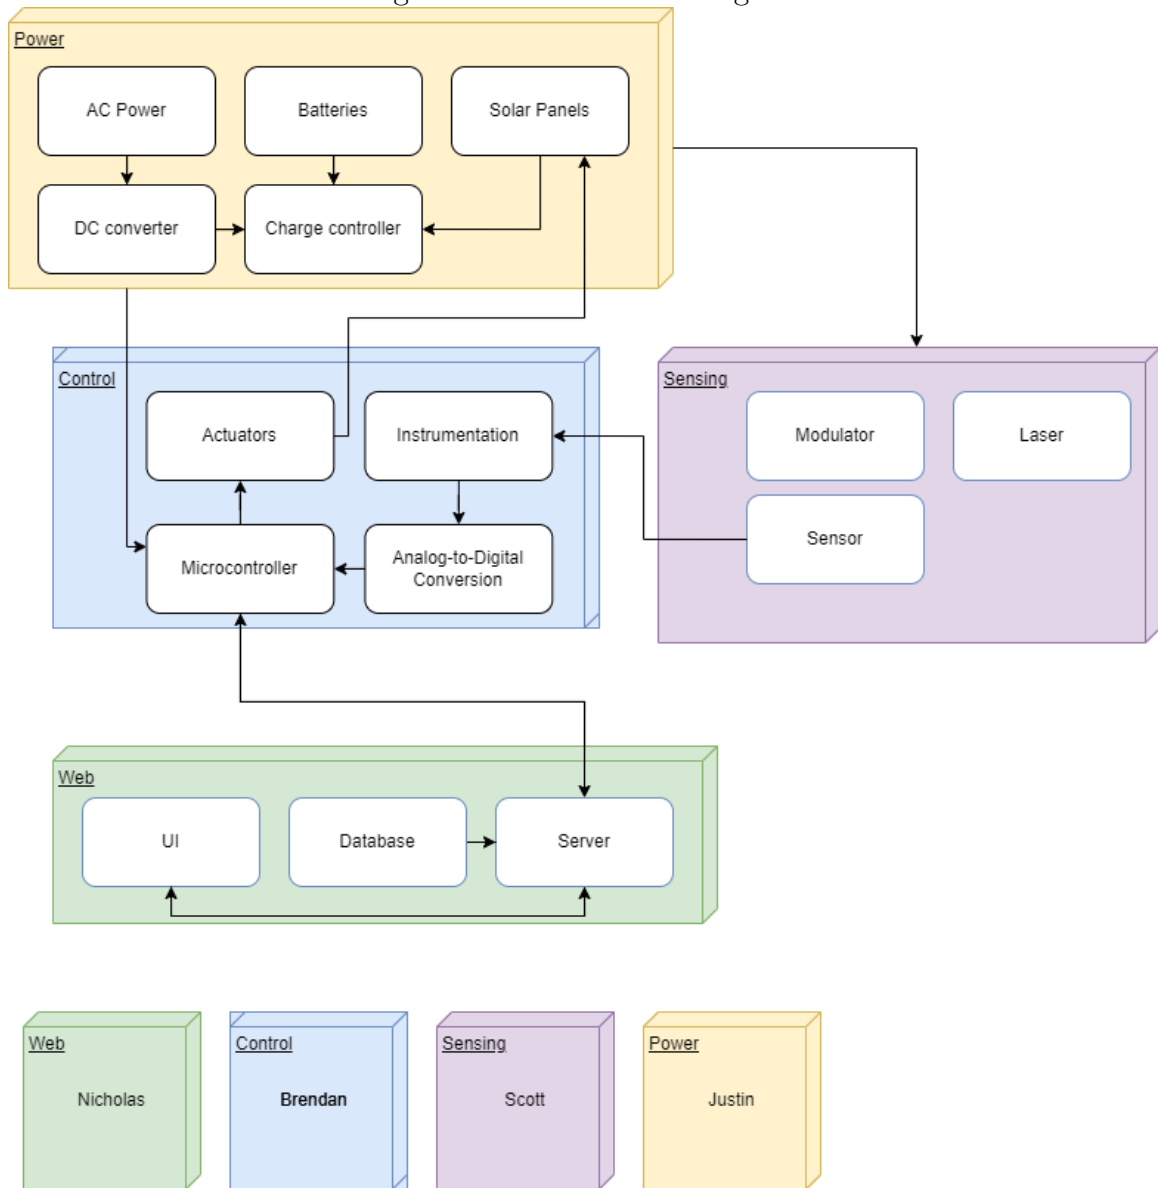 Power
AC Power
Batteries
Solar Panels
DC converter
Charge controller
Control
Actuators
Instrumentation
Microcontroller
Analog-to-Digital
Conversion
Sensing
Modulator
Laser
Sensor
Web
UI
Database
Server
Web
Nicholas
Control
Brendan
Sensing
Scott
Power
Justin